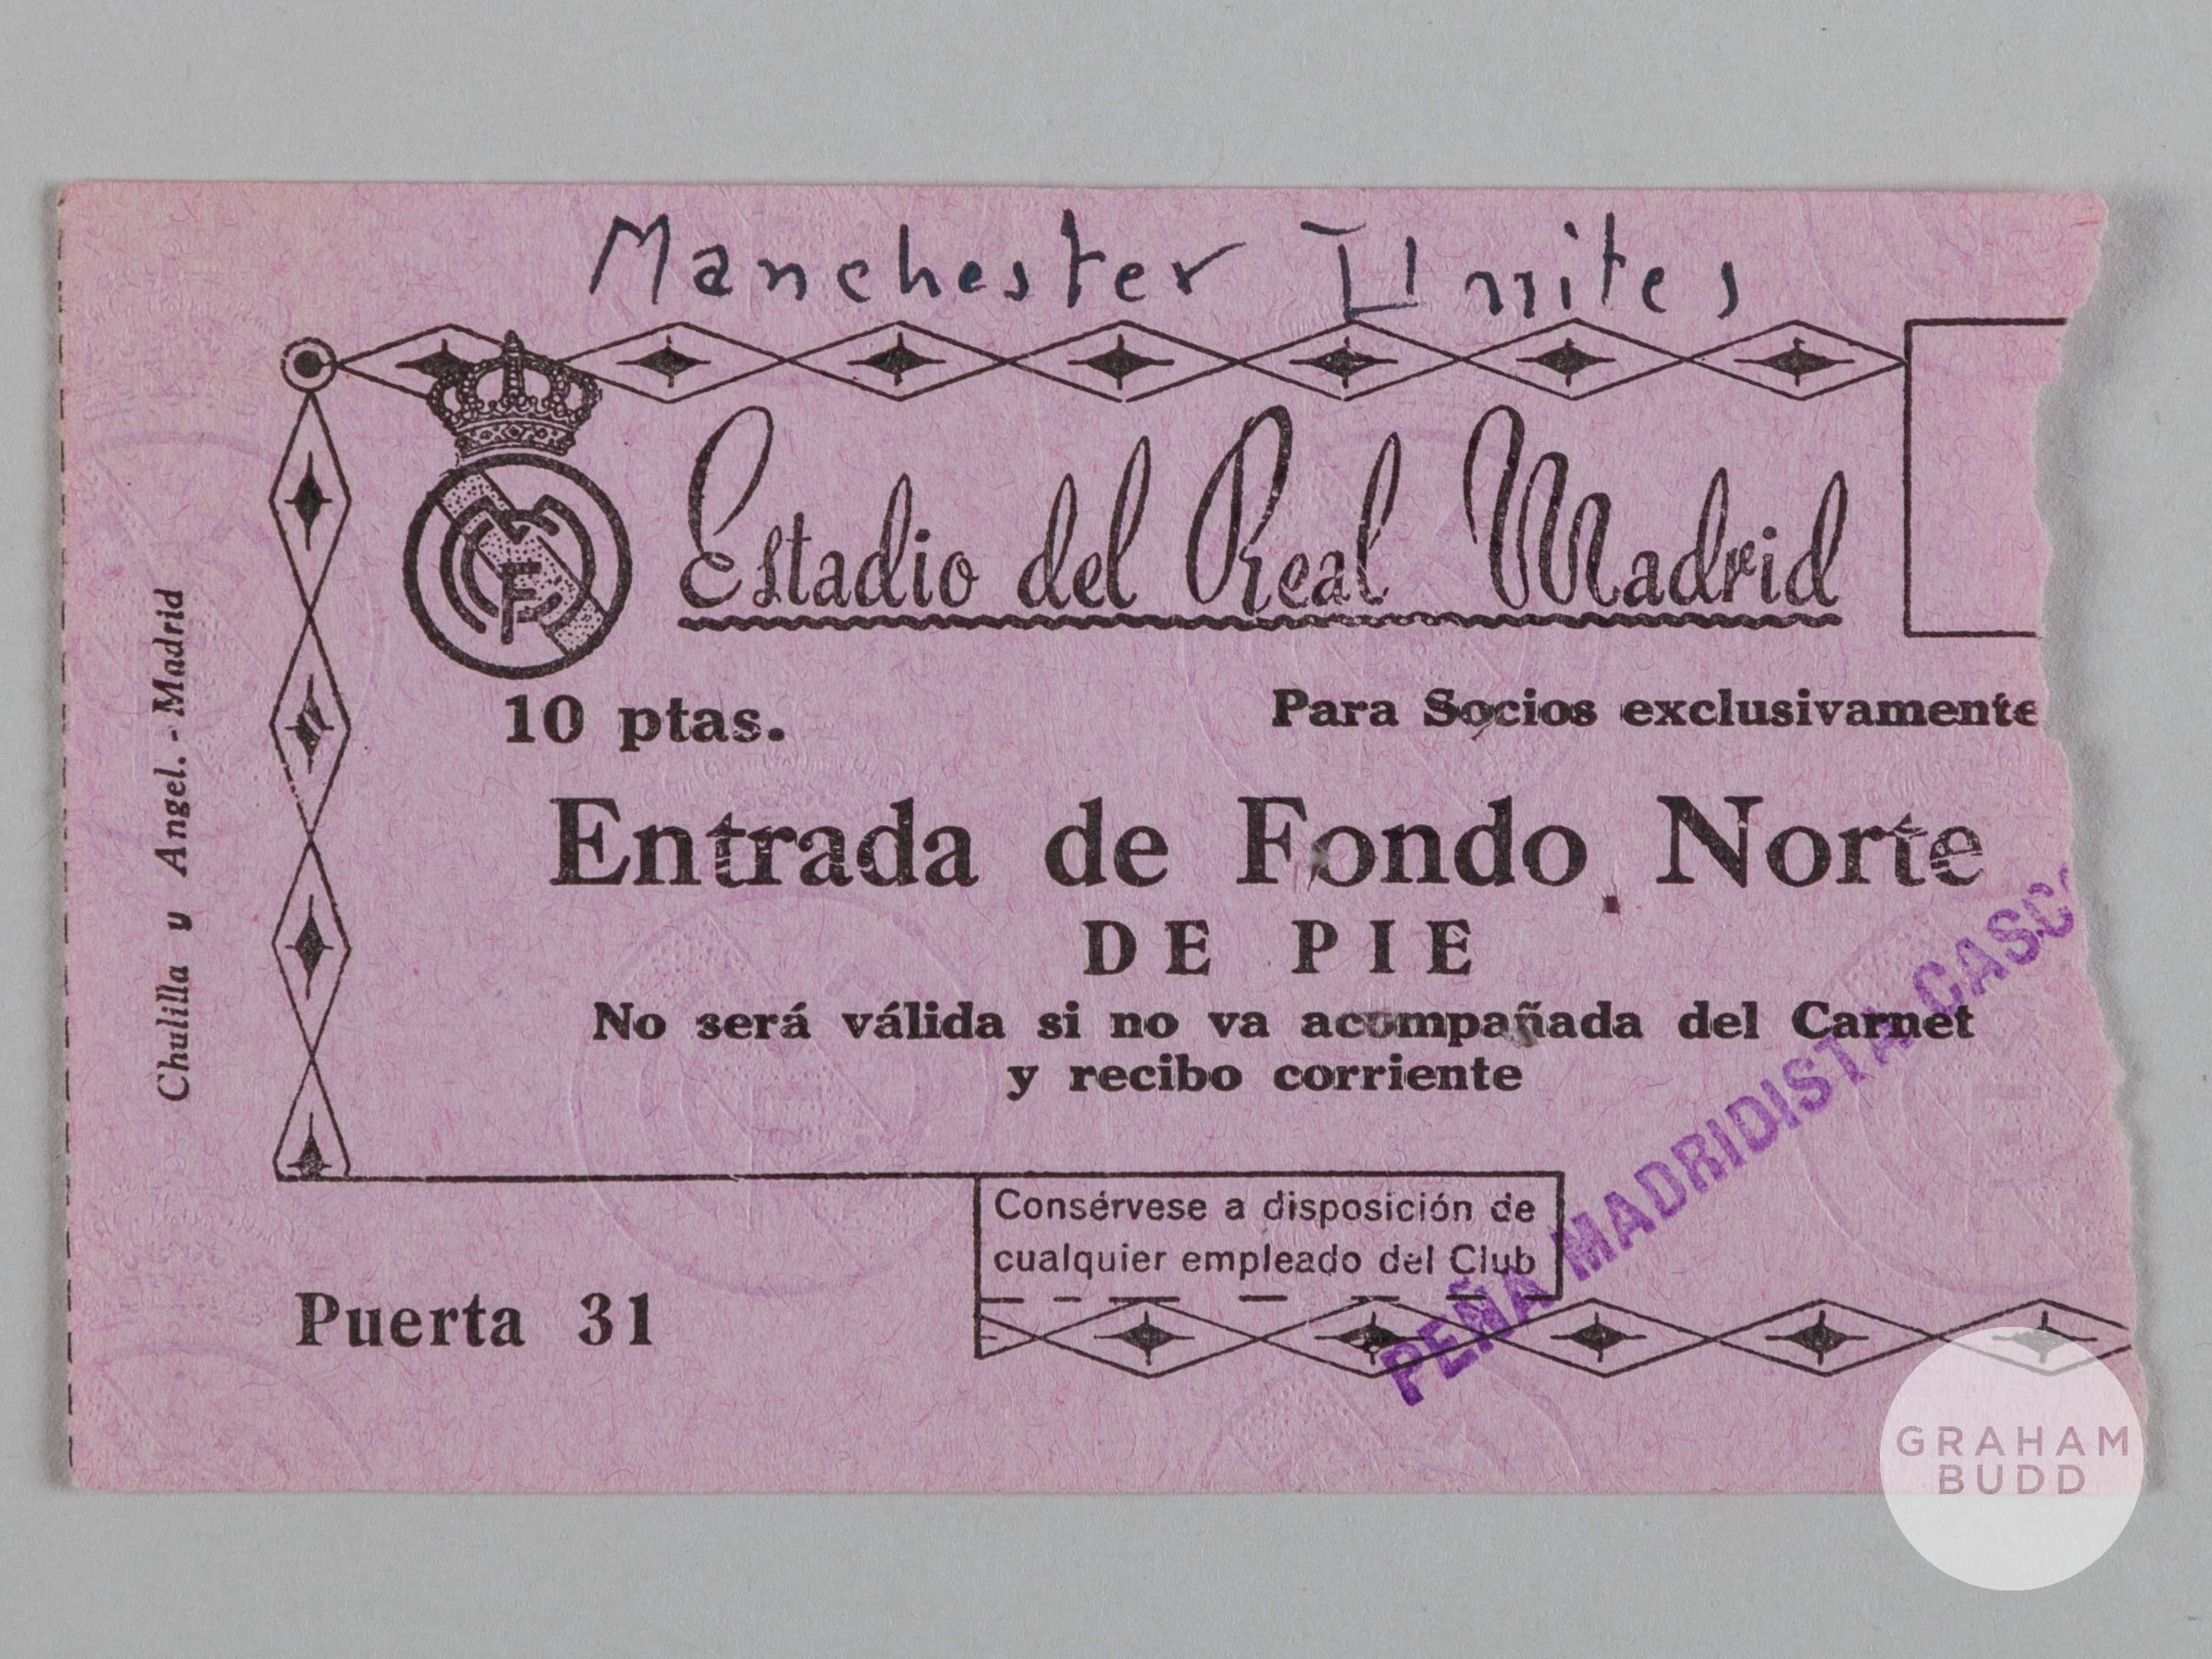 Manchester Unites
Estadio del Real Madrid
10 ptas.
Para Socios exclusivamente
Entrada de Fondo Norte
DE PIE
No será válida si no va acompañada del Carnet
y recibo corriente
Consérvese a disposición de
cualquier empleado del Club
Puerta 31
PEÑA MADRIDISTA
Chulilla y Angel. - Madrid
GRAHAM
BUDD